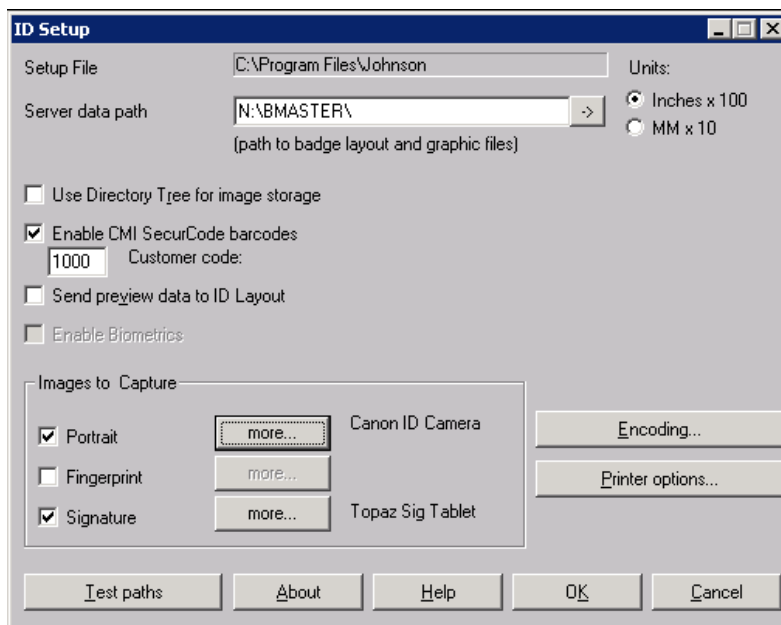 ID Setup
Setup File
C:\Program Files\Johnson
Units:
Server data path
N:\BMASTER\
->
Inches x 100
MM x 10
(path to badge layout and graphic files)
Use Directory Tree for image storage
Enable CMI SecurCode barcodes
1000
Customer code:
Send preview data to ID Layout
Enable Biometrics
Images to Capture
Portrait
more...
Canon ID Camera
Encoding...
Fingerprint
more...
Printer options...
Signature
more...
Topaz Sig Tablet
Test paths
About
Help
OK
Cancel